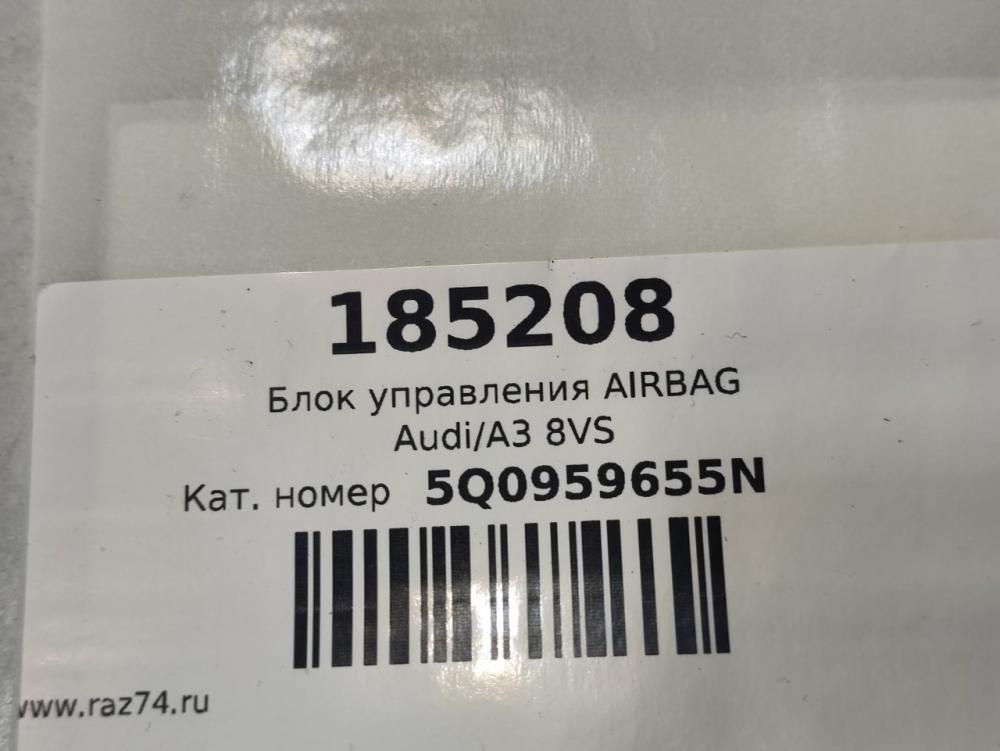 185208
Блок управления AIRBAG
Audi/A3 8VS
Кат. номер 5Q0959655N
www.raz74.ru